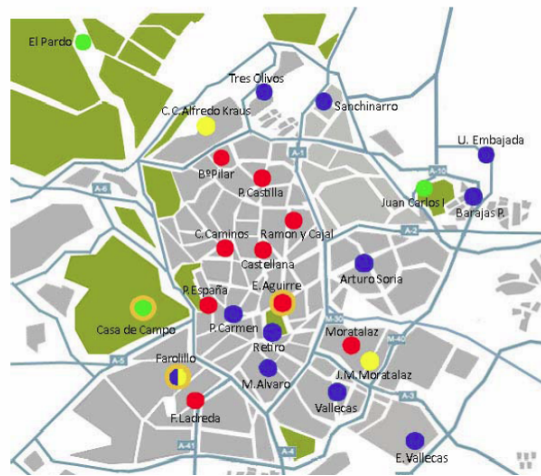 El Pardo
Tres Olivos
Sanchinarro
C.C.Alfredo Kraus
U. Embajada
A-1
A-10
BºPilar
P.Castilla
A-6
Juan Carlos I
Barajas P.
C.Caminos
Ramon y Cajal
A-2
Castellana
Arturo Soria
P.España
E.Aguirre
Casa de Campo
P.Carmen
M-30
Moratalaz
M-40
Retiro
A-5
Farolillo
J.M.Moratalaz
M.Alvaro
Vallecas
A-3
F.Ladreda
A-41
A-4
E.Vallecas